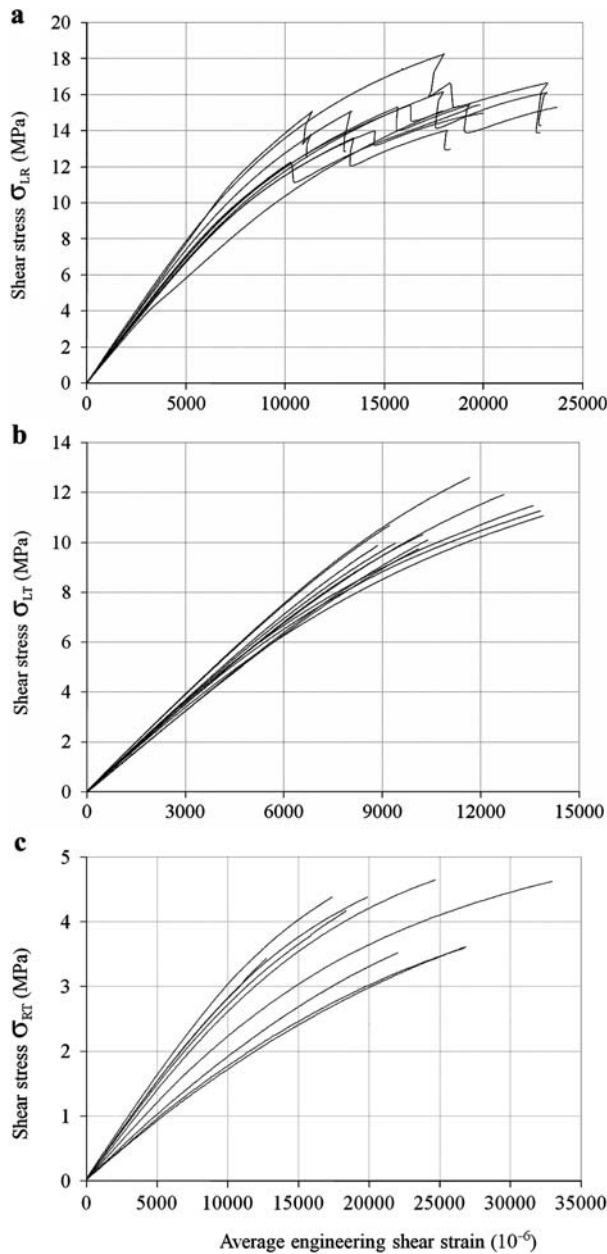 a
20
18
16
14
12
10
8
6
4
2
0
Shear stress σLR (MPa)
0 5000 10000 15000 20000 25000
b
14
12
10
8
6
4
2
0
Shear stress σLT (MPa)
0 3000 6000 9000 12000 15000
c
5
4
3
2
1
0
Shear stress σRT (MPa)
0 5000 10000 15000 20000 25000 30000 35000
Average engineering shear strain (10⁻⁶)